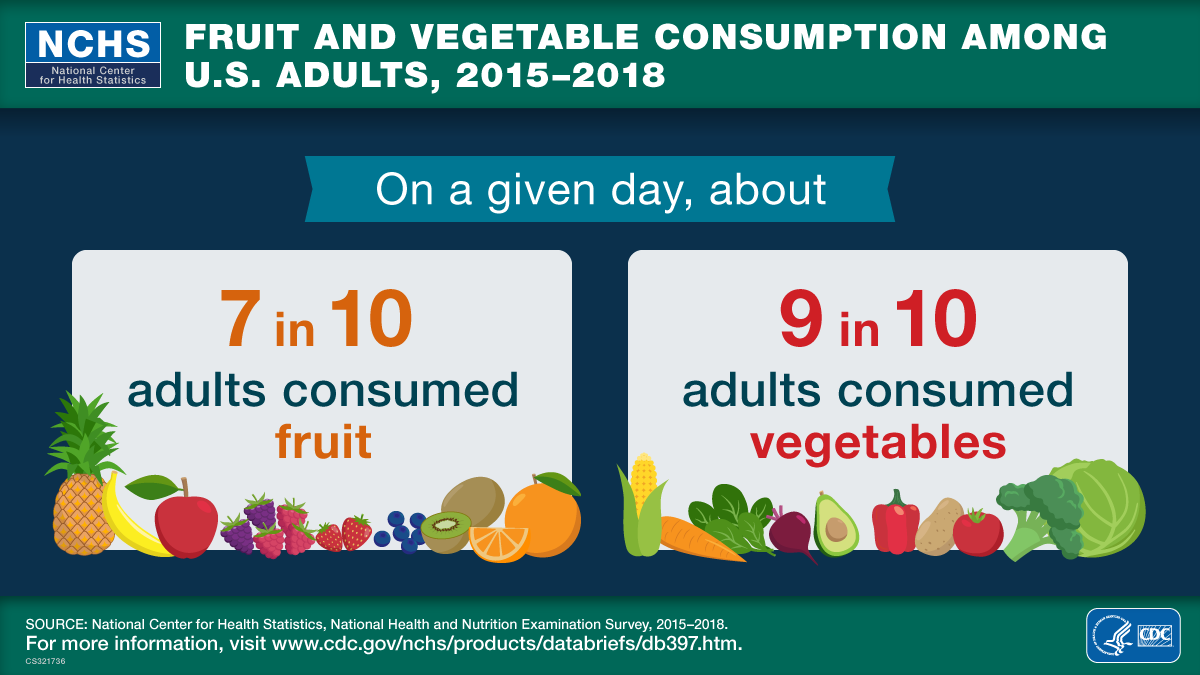 NCHS
National Center
for Health Statistics
FRUIT AND VEGETABLE CONSUMPTION AMONG
U.S. ADULTS, 2015–2018
On a given day, about
7 in 10
adults consumed
fruit
9 in 10
adults consumed
vegetables
SOURCE: National Center for Health Statistics, National Health and Nutrition Examination Survey, 2015–2018.
For more information, visit www.cdc.gov/nchs/products/databriefs/db397.htm.
CS321736
CDC